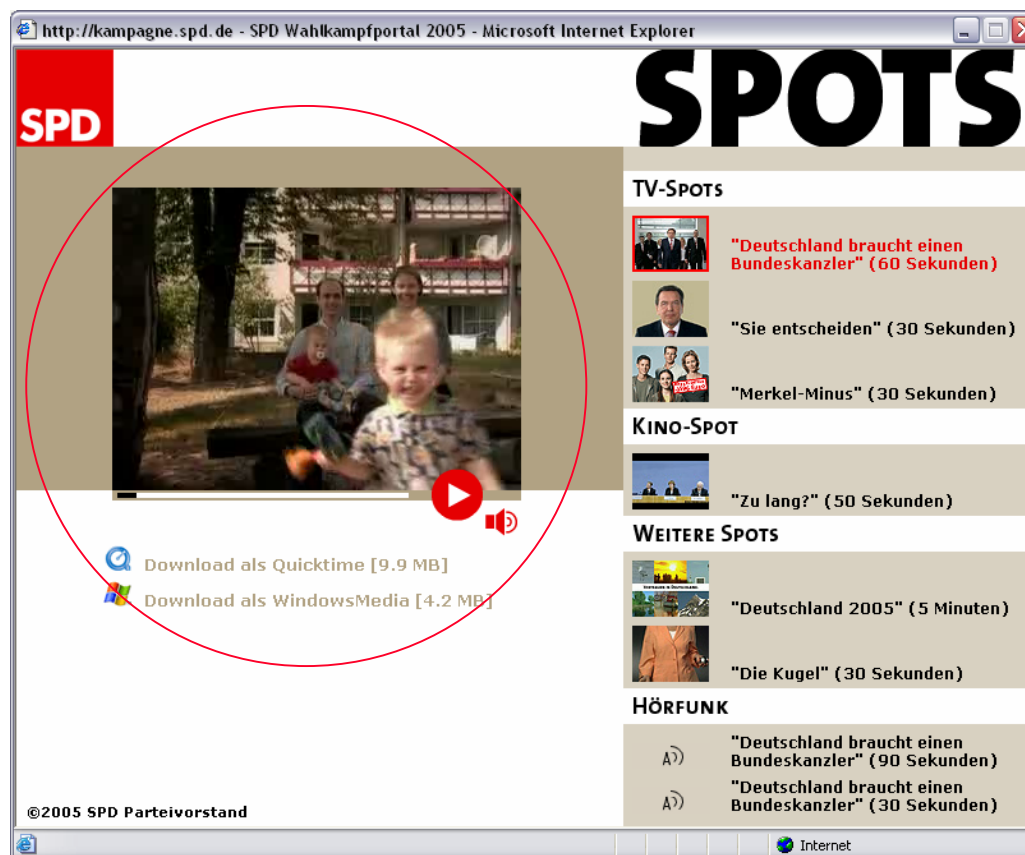 http://kampagne.spd.de - SPD Wahlkampfportal 2005 - Microsoft Internet Explorer
SPD
SPOTS
TV-SPOTS
"Deutschland braucht einen
Bundeskanzler" (60 Sekunden)
"Sie entscheiden" (30 Sekunden)
"Merkel-Minus" (30 Sekunden)
KINO-SPOT
"Zu lang?" (50 Sekunden)
WEITERE SPOTS
"Deutschland 2005" (5 Minuten)
"Die Kugel" (30 Sekunden)
HÖRFUNK
"Deutschland braucht einen
Bundeskanzler" (90 Sekunden)
"Deutschland braucht einen
Bundeskanzler" (30 Sekunden)
Download als Quicktime [9.9 MB]
Download als WindowsMedia [4.2 MB]
©2005 SPD Parteivorstand
Internet